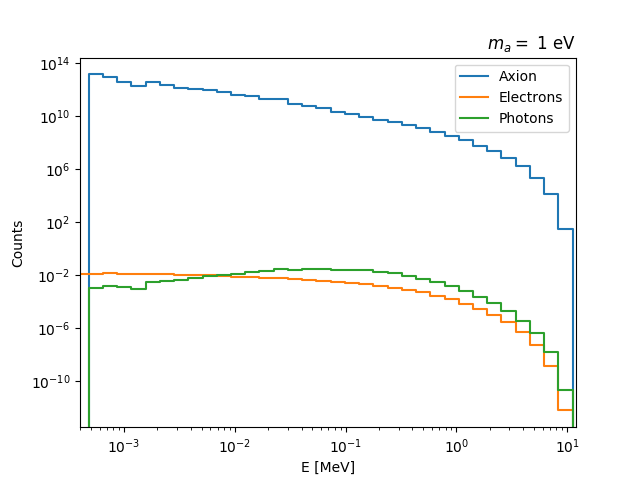 $m_a =$ 1 eV
Axion
Electrons
Photons
Counts
$10^{14}$
$10^{10}$
$10^{6}$
$10^{2}$
$10^{-2}$
$10^{-6}$
$10^{-10}$
$10^{-3}$ $10^{-2}$ $10^{-1}$ $10^{0}$ $10^{1}$
E [MeV]